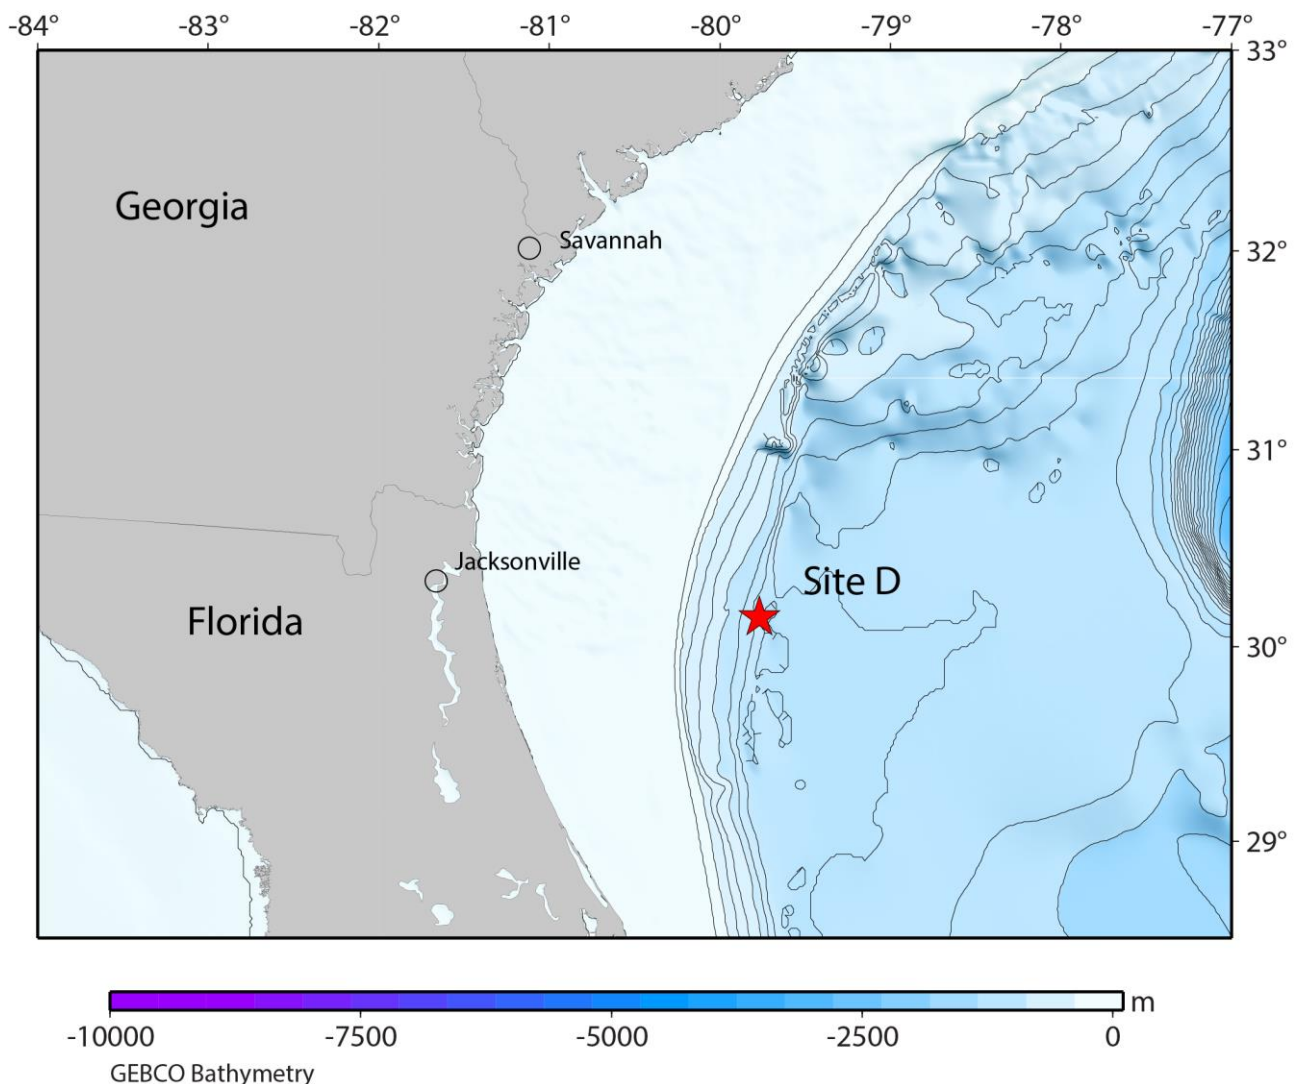 -84° -83° -82° -81° -80° -79° -78° -77°
33°
Georgia
Savannah
32°
31°
Jacksonville
Site D
Florida
30°
29°
m
-10000 -7500 -5000 -2500 0
GEBCO Bathymetry